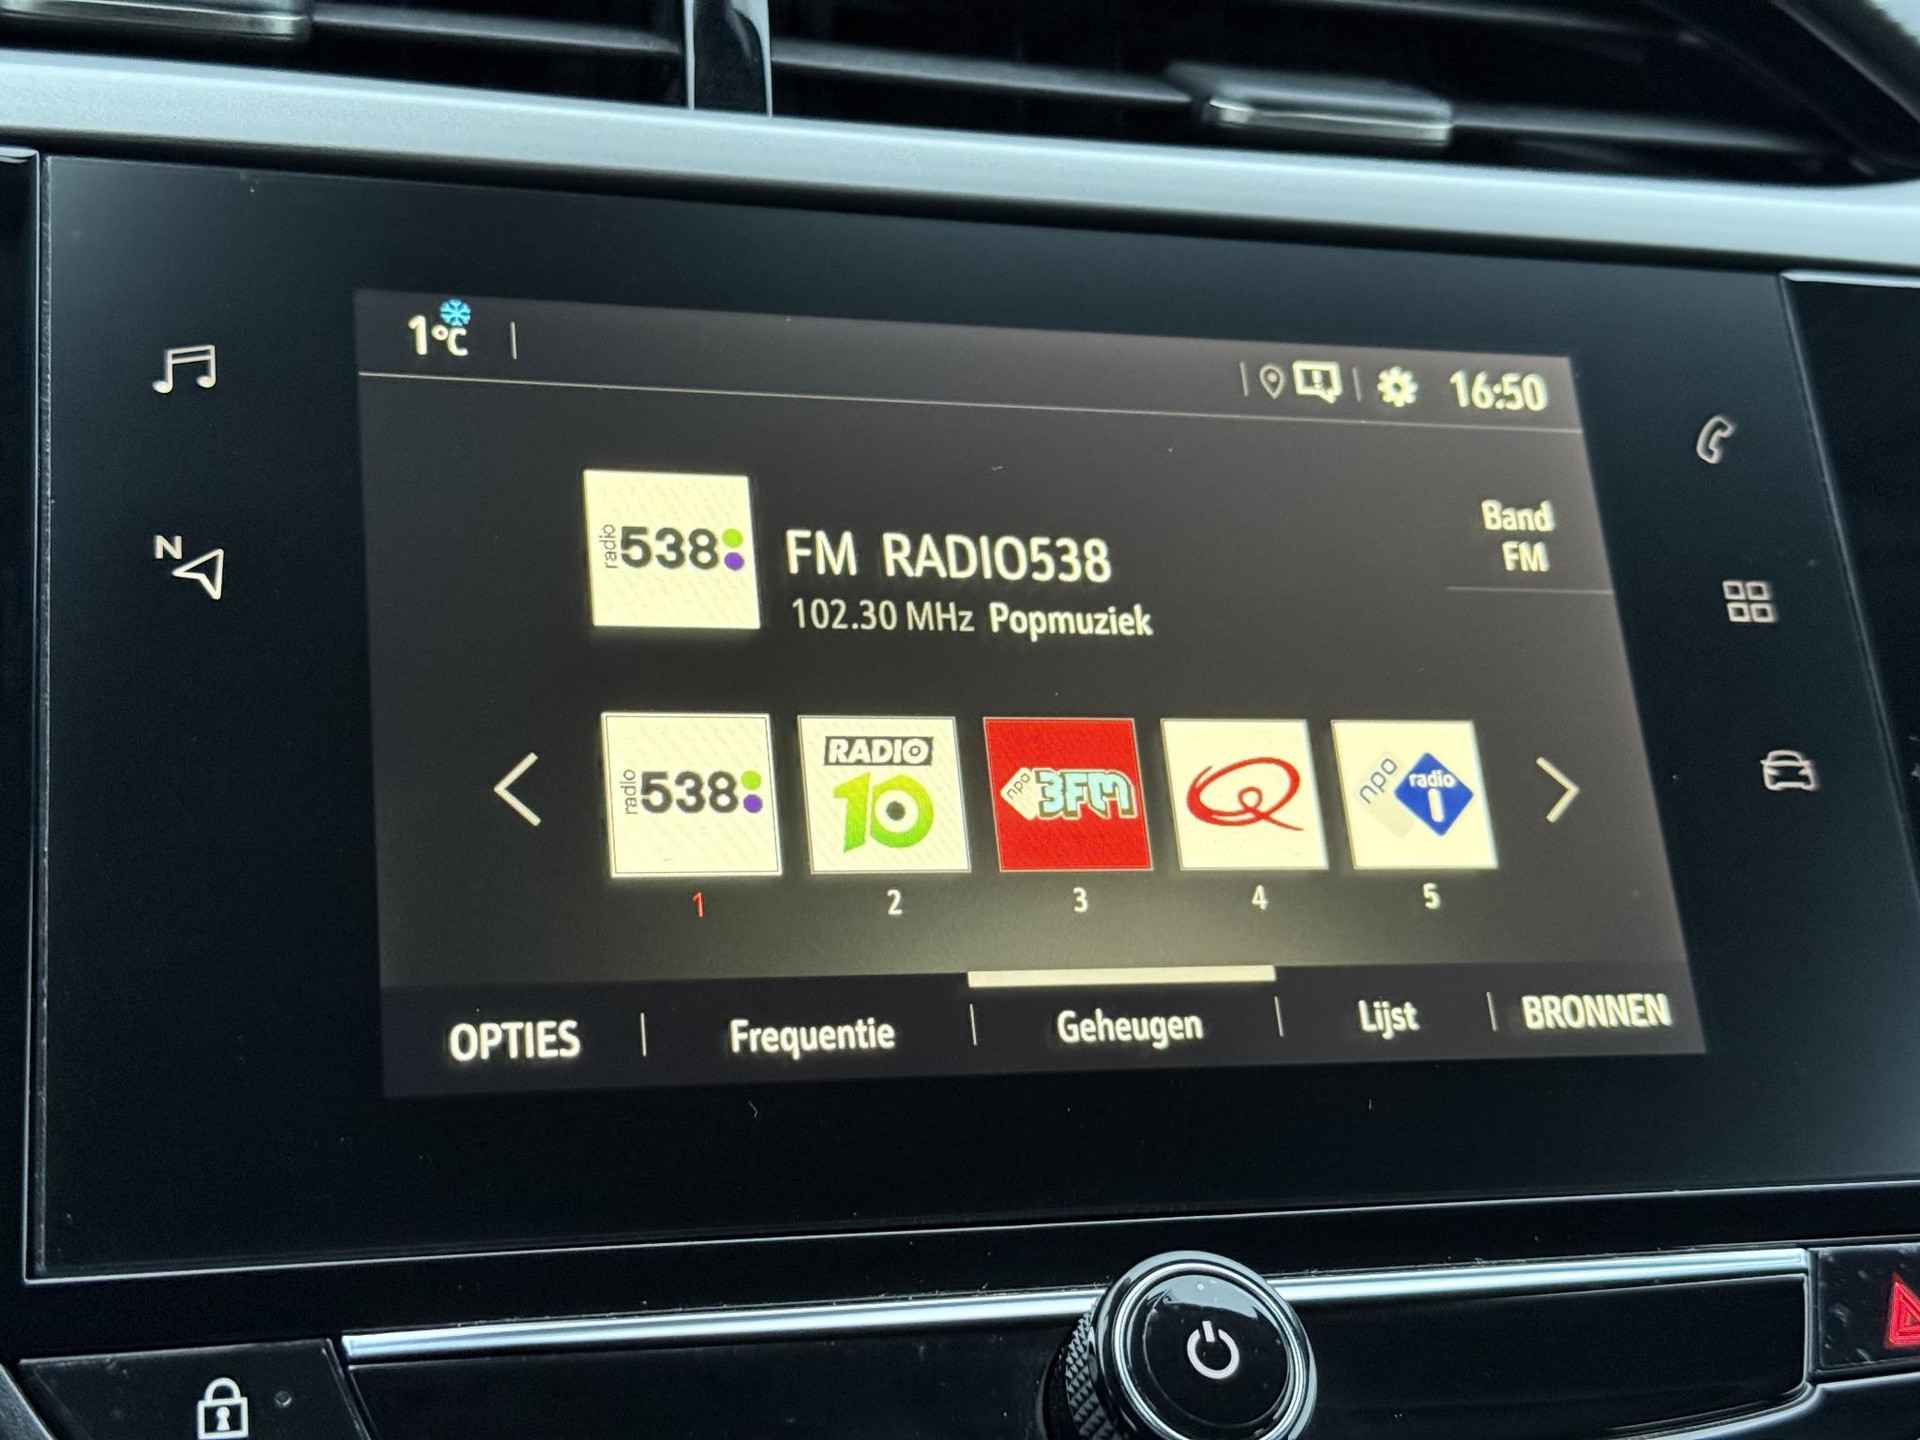 1°C
16:50
N
radio 538
FM RADIO538
102.30 MHz Popmuziek
Band
FM
radio 538
RADIO
10
npo 3FM
npo radio 1
1
2
3
4
5
OPTIES
Frequentie
Geheugen
Lijst
BRONNEN